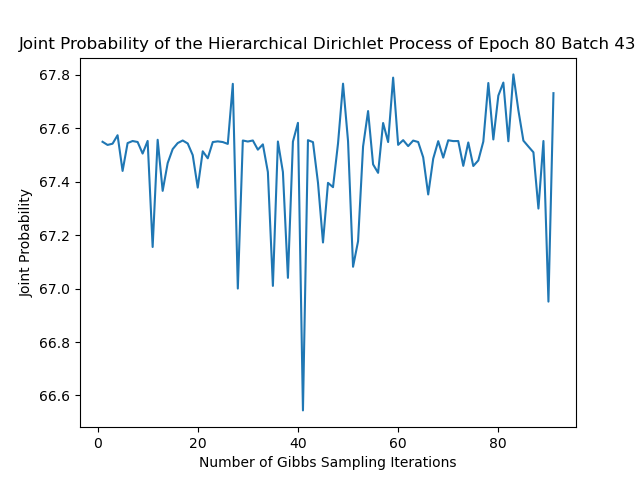 Joint Probability of the Hierarchical Dirichlet Process of Epoch 80 Batch 43
67.8
67.6
67.4
67.2
67.0
66.8
66.6
Joint Probability
0 20 40 60 80
Number of Gibbs Sampling Iterations